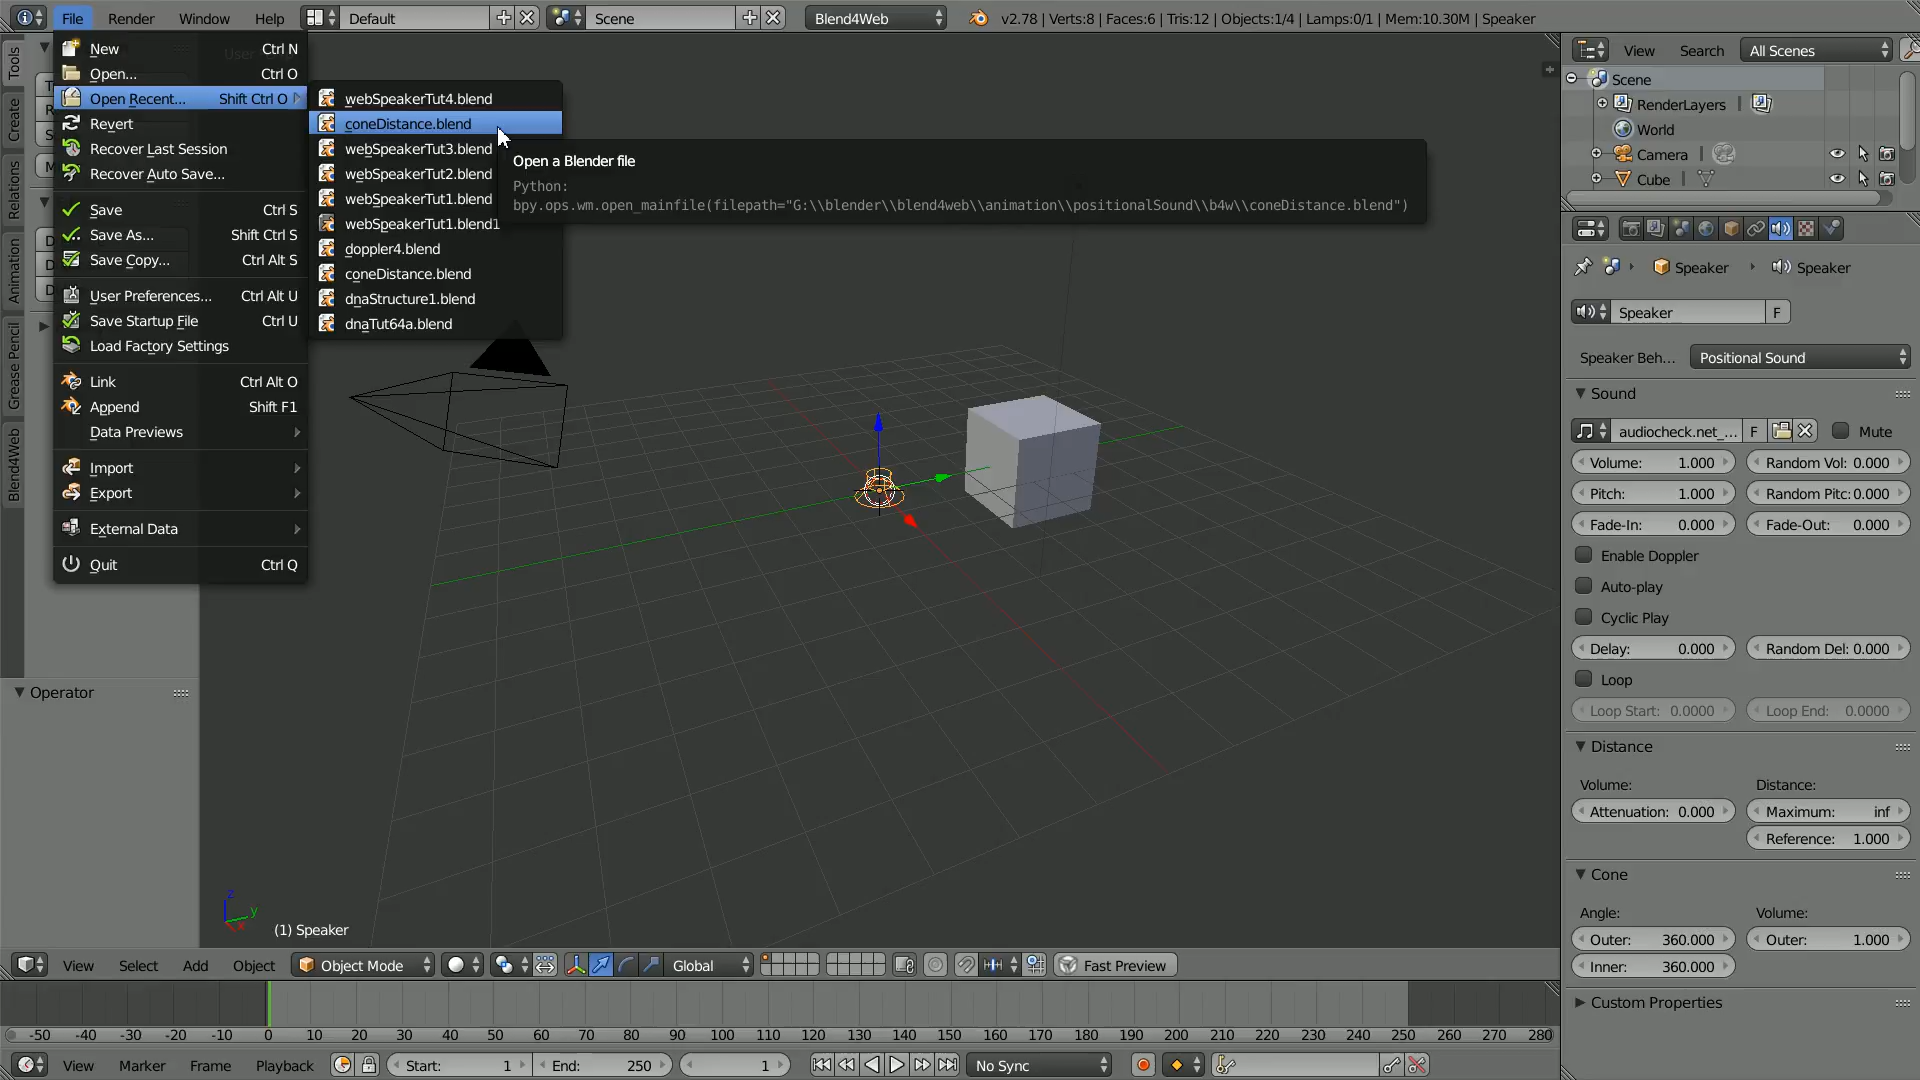 File Render Window Help Default Scene Blend4Web v2.78 | Verts:8 | Faces:6 | Tris:12 | Objects:1/4 | Lamps:0/1 | Mem:10.30M | Speaker
New Ctrl N
Open... Ctrl O
Open Recent... Shift Ctrl O
Revert
Recover Last Session
Recover Auto Save...
Save Ctrl S
Save As... Shift Ctrl S
Save Copy... Ctrl Alt S
User Preferences... Ctrl Alt U
Save Startup File Ctrl U
Load Factory Settings
Link Ctrl Alt O
Append Shift F1
Data Previews
Import
Export
External Data
Quit Ctrl Q
webSpeakerTut4.blend
coneDistance.blend
webSpeakerTut3.blend
webSpeakerTut2.blend
webSpeakerTut1.blend
webSpeakerTut1.blend1
doppler4.blend
coneDistance.blend
dnaStructure1.blend
dnaTut64a.blend
Open a Blender file
Python:
bpy.ops.wm.open_mainfile(filepath="G:\\blender\\blend4web\\animation\\positionalSound\\b4w\\coneDistance.blend")
Tools
Create
Relations
Animation
Grease Pencil
Blend4Web
Operator
z
y
x
(1) Speaker
View Search All Scenes
Scene
RenderLayers |
World
Camera |
Cube |
Speaker Speaker
Speaker F
Speaker Beh... Positional Sound
Sound
audiocheck.net_... F Mute
Volume: 1.000 Random Vol: 0.000
Pitch: 1.000 Random Pitc: 0.000
Fade-In: 0.000 Fade-Out: 0.000
Enable Doppler
Auto-play
Cyclic Play
Delay: 0.000 Random Del: 0.000
Loop
Loop Start: 0.0000 Loop End: 0.0000
Distance
Volume: Distance:
Attenuation: 0.000 Maximum: inf
Reference: 1.000
Cone
Angle: Volume:
Outer: 360.000 Outer: 1.000
Inner: 360.000
Custom Properties
View Select Add Object Object Mode Global Fast Preview
-50 -40 -30 -20 -10 0 10 20 30 40 50 60 70 80 90 100 110 120 130 140 150 160 170 180 190 200 210 220 230 240 250 260 270 280
View Marker Frame Playback Start: 1 End: 250 1 No Sync